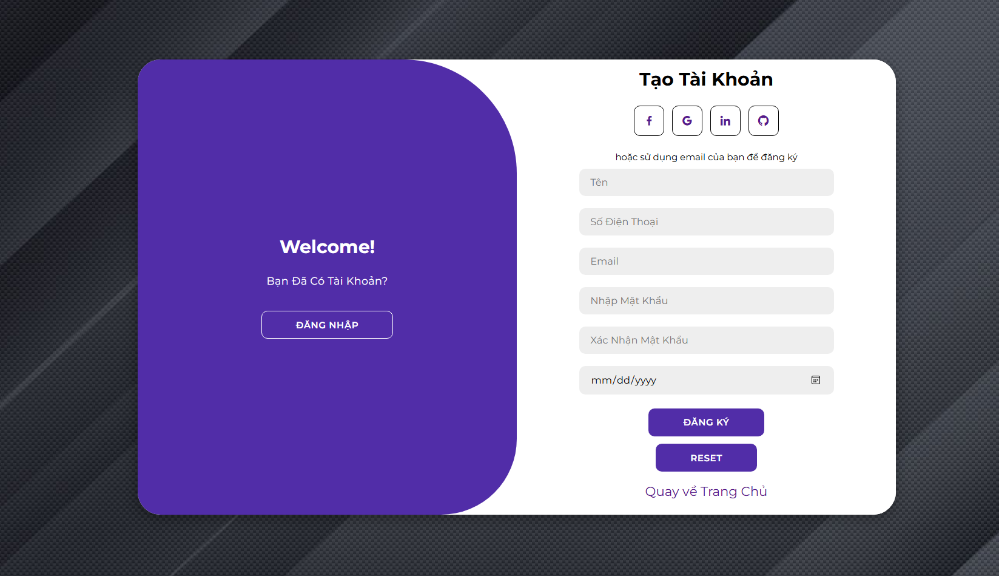 Welcome!
Bạn Đã Có Tài Khoản?
ĐĂNG NHẬP
Tạo Tài Khoản
hoặc sử dụng email của bạn để đăng ký
Tên
Số Điện Thoại
Email
Nhập Mật Khẩu
Xác Nhận Mật Khẩu
mm/dd/yyyy
ĐĂNG KÝ
RESET
Quay về Trang Chủ